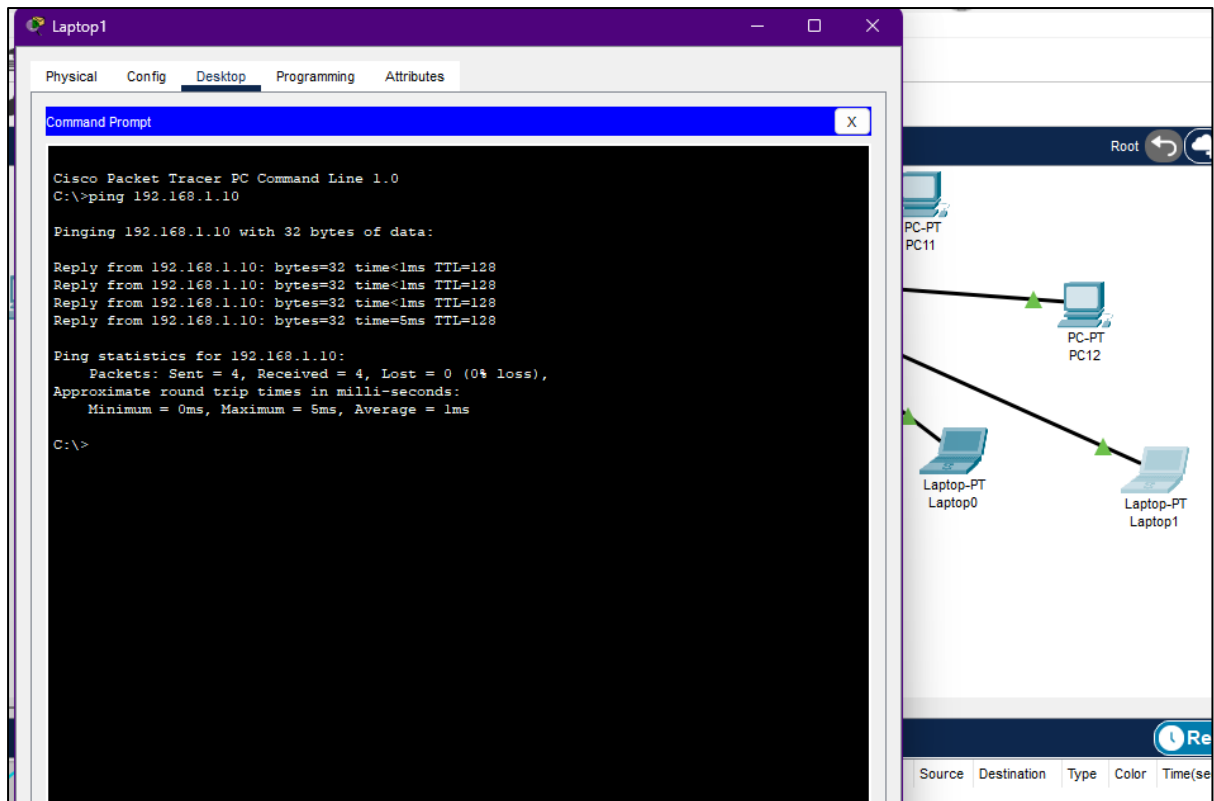 Laptop1
Physical Config Desktop Programming Attributes
Command Prompt
X
Cisco Packet Tracer PC Command Line 1.0
C:\>ping 192.168.1.10
Pinging 192.168.1.10 with 32 bytes of data:
Reply from 192.168.1.10: bytes=32 time<1ms TTL=128
Reply from 192.168.1.10: bytes=32 time<1ms TTL=128
Reply from 192.168.1.10: bytes=32 time<1ms TTL=128
Reply from 192.168.1.10: bytes=32 time=5ms TTL=128
Ping statistics for 192.168.1.10:
Packets: Sent = 4, Received = 4, Lost = 0 (0% loss),
Approximate round trip times in milli-seconds:
Minimum = 0ms, Maximum = 5ms, Average = 1ms
C:\>
Root
PC-PT
PC11
PC-PT
PC12
Laptop-PT
Laptop0
Laptop-PT
Laptop1
Re
Source Destination Type Color Time(se